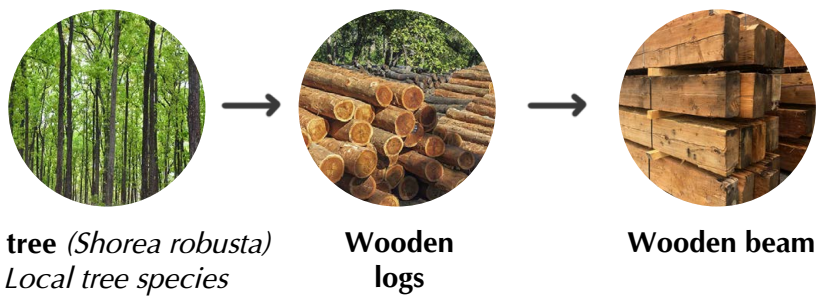 tree (Shorea robusta)
Local tree species
Wooden
logs
Wooden beam